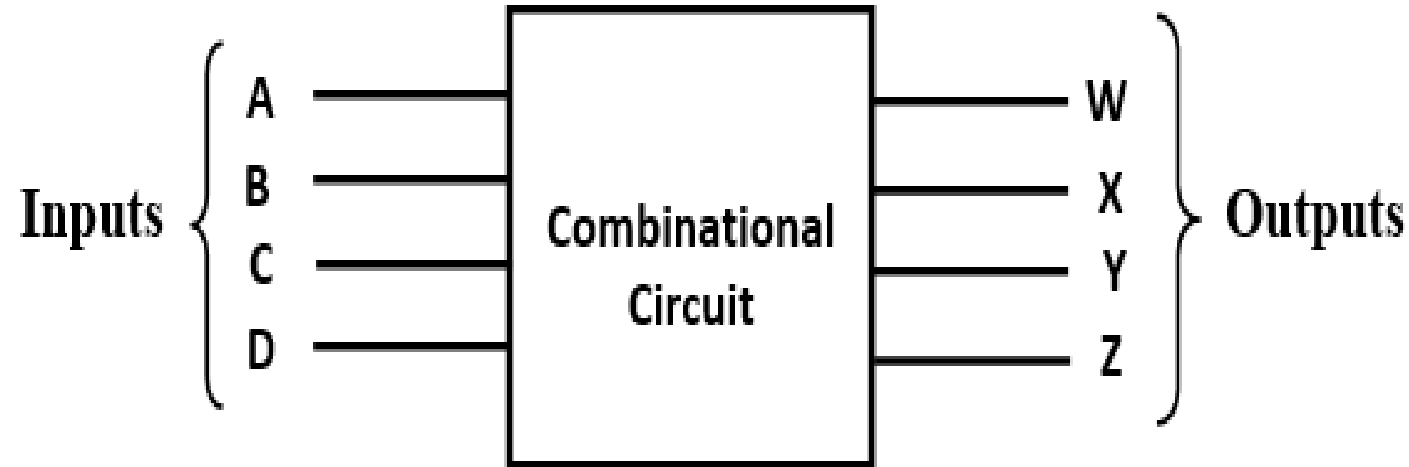 Inputs
A
B
C
D
Combinational
Circuit
W
X
Y
Z
Outputs